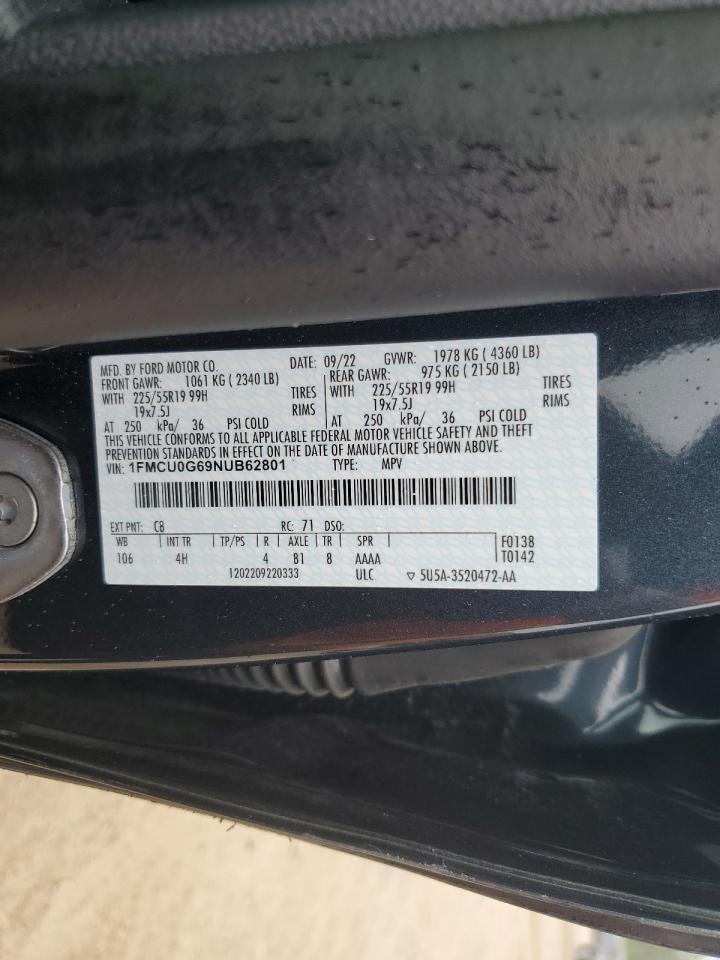 MFD. BY FORD MOTOR CO. DATE: 09/22 GVWR: 1978 KG ( 4360 LB)
FRONT GAWR: 1061 KG ( 2340 LB) REAR GAWR: 975 KG ( 2150 LB)
WITH 225/55R19 99H TIRES WITH 225/55R19 99H TIRES
19x7.5J RIMS 19x7.5J RIMS
AT 250 kPa/ 36 PSI COLD AT 250 kPa/ 36 PSI COLD
THIS VEHICLE CONFORMS TO ALL APPLICABLE FEDERAL MOTOR VEHICLE SAFETY AND THEFT
PREVENTION STANDARDS IN EFFECT ON THE DATE OF MANUFACTURE SHOWN ABOVE.
VIN: 1FMCU0G69NUB62801 TYPE: MPV
EXT PNT: C8 RC: 71 DSO:
WB INT TR TP/PS R AXLE TR SPR F0138
106 4H 4 B1 8 AAAA T0142
1202209220333 ULC ▽ 5U5A-3520472-AA